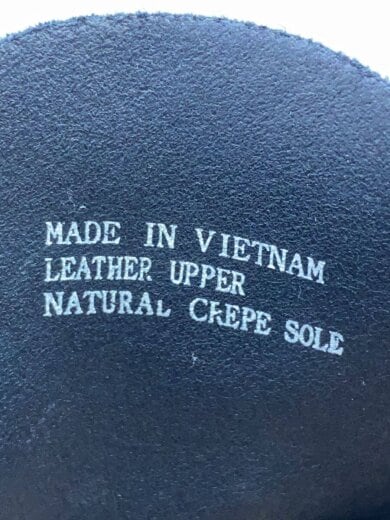 MADE IN VIETNAM
LEATHER UPPER
NATURAL CREPE SOLE